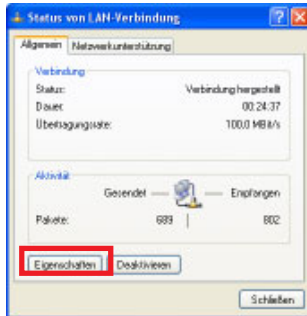 Status von LAN-Verbindung
Allgemein Netzwerkunterstützung
Verbindung
Status: Verbindung hergestellt
Dauer: 00:24:37
Übertragungsrate: 100,0 MBit/s
Aktivität
Gesendet — — Empfangen
Pakete: 689 | 802
Eigenschaften Deaktivieren
Schließen